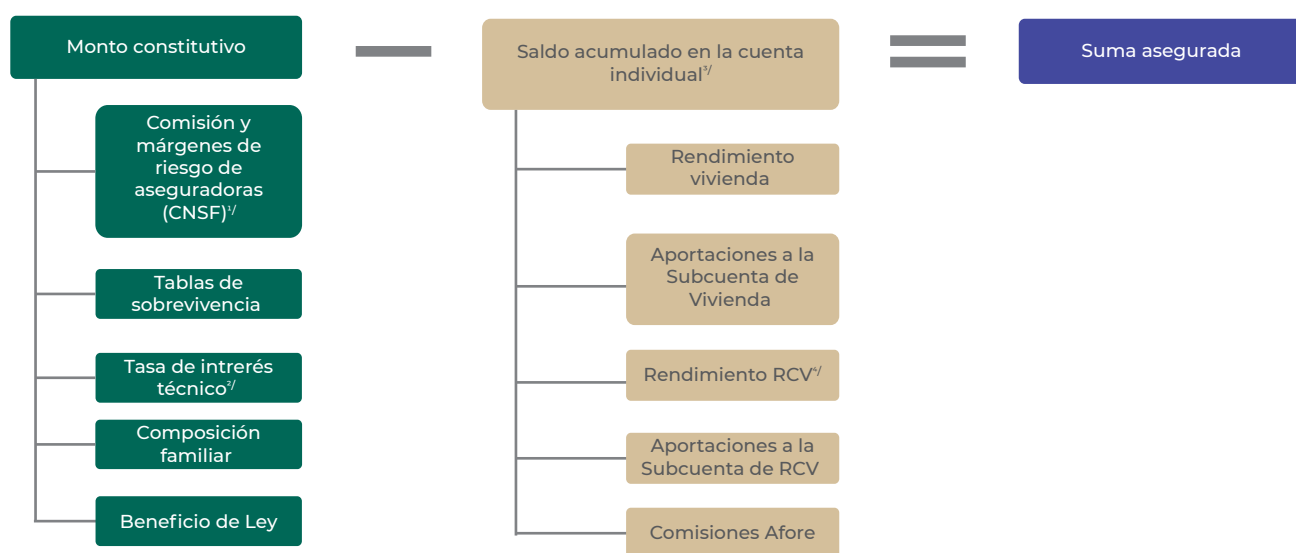 Monto constitutivo
Comisión y
márgenes de
riesgo de
aseguradoras
(CNSF)¹/
Tablas de
sobrevivencia
Tasa de intrerés
técnico²/
Composición
familiar
Beneficio de Ley
Saldo acumulado en la cuenta
individual³/
Rendimiento
vivienda
Aportaciones a la
Subcuenta de
Vivienda
Rendimiento RCV⁴/
Aportaciones a la
Subcuenta de RCV
Comisiones Afore
Suma asegurada